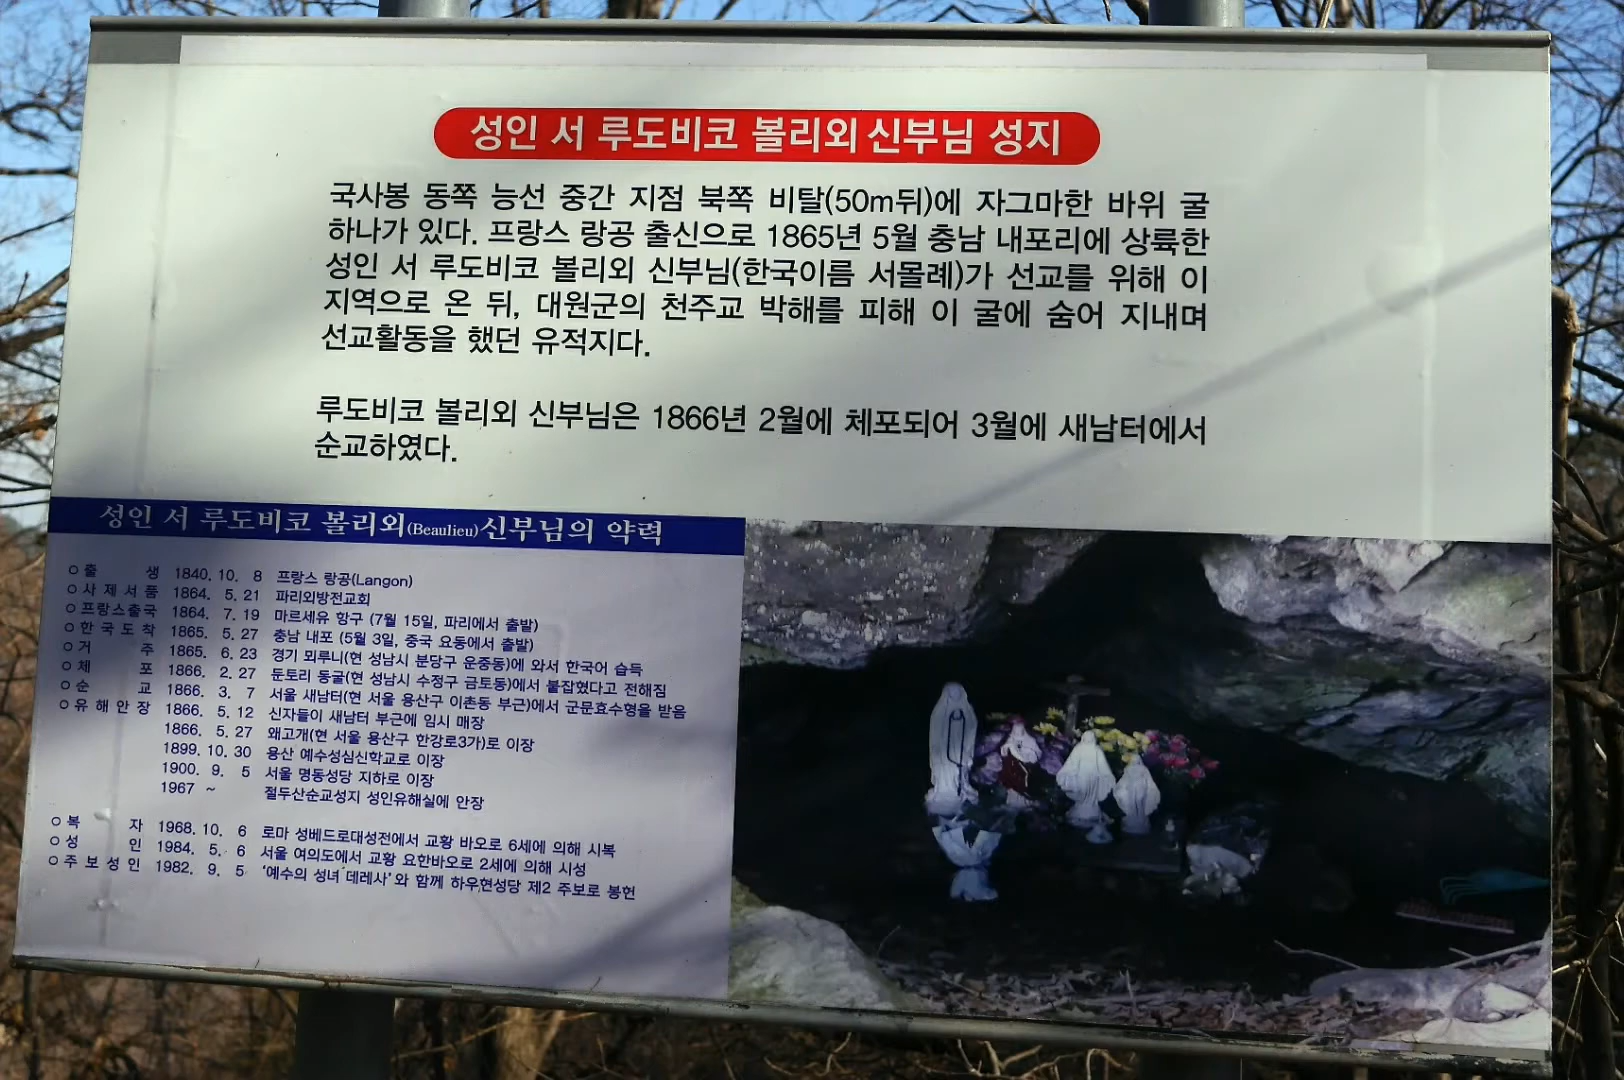 성인 서 루도비코 볼리외 신부님 성지
국사봉 동쪽 능선 중간 지점 북쪽 비탈(50m뒤)에 자그마한 바위 굴
하나가 있다. 프랑스 랑공 출신으로 1865년 5월 충남 내포리에 상륙한
성인 서 루도비코 볼리외 신부님(한국이름 서몰례)가 선교를 위해 이
지역으로 온 뒤, 대원군의 천주교 박해를 피해 이 굴에 숨어 지내며
선교활동을 했던 유적지다.
루도비코 볼리외 신부님은 1866년 2월에 체포되어 3월에 새남터에서
순교하였다.
성인 서 루도비코 볼리외(Beaulieu)신부님의 약력
○ 출 생 1840. 10. 8 프랑스 랑공(Langon)
○ 사제서품 1864. 5. 21 파리외방전교회
○ 프랑스출국 1864. 7. 19 마르세유 항구 (7월 15일, 파리에서 출발)
○ 한국도착 1865. 5. 27 충남 내포 (5월 3일, 중국 요동에서 출발)
○ 거 주 1865. 6. 23 경기 뫼루니(현 성남시 분당구 운중동)에 와서 한국어 습득
○ 체 포 1866. 2. 27 둔토리 동굴(현 성남시 수정구 금토동)에서 붙잡혔다고 전해짐
○ 순 교 1866. 3. 7 서울 새남터(현 서울 용산구 이촌동 부근)에서 군문효수형을 받음
○ 유해안장 1866. 5. 12 신자들이 새남터 부근에 임시 매장
1866. 5. 27 왜고개(현 서울 용산구 한강로3가)로 이장
1899. 10. 30 용산 예수성심신학교로 이장
1900. 9. 5 서울 명동성당 지하로 이장
1967 ~ 절두산순교성지 성인유해실에 안장
○ 복 자 1968. 10. 6 로마 성베드로대성전에서 교황 바오로 6세에 의해 시복
○ 성 인 1984. 5. 6 서울 여의도에서 교황 요한바오로 2세에 의해 시성
○ 주보성인 1982. 9. 5 '예수의 성녀 데레사'와 함께 하우현성당 제2 주보로 봉헌